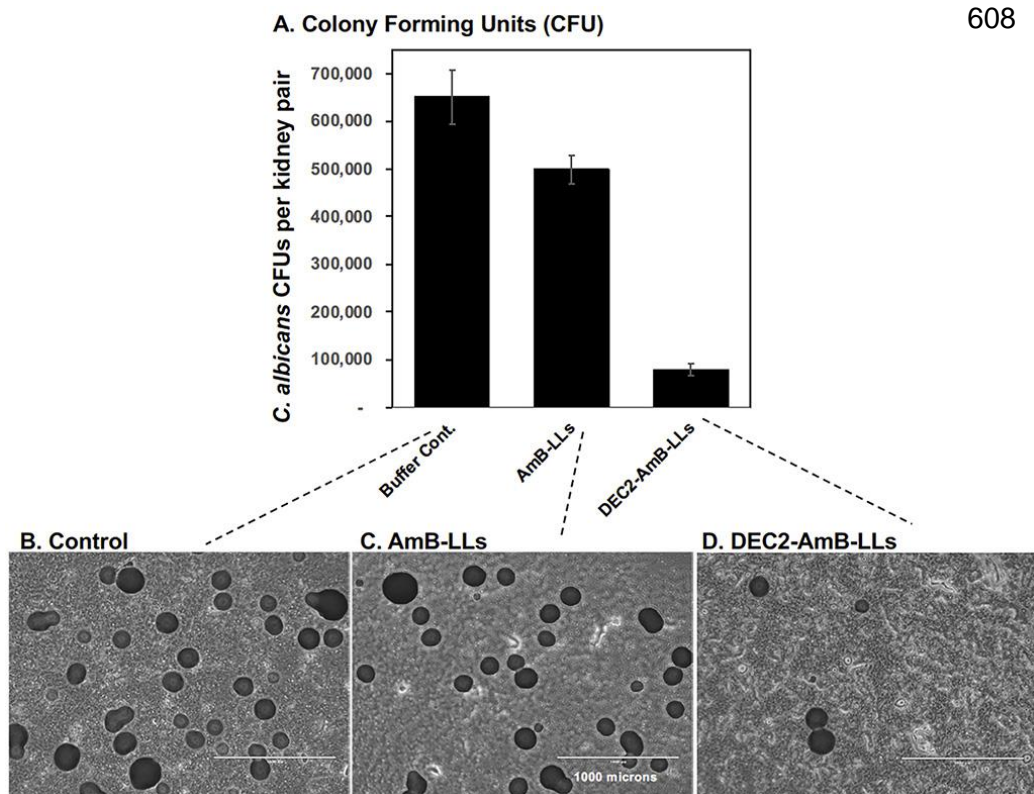 608
A. Colony Forming Units (CFU)
C. albicans CFUs per kidney pair
700,000
600,000
500,000
400,000
300,000
200,000
100,000
-
Buffer Cont.
AmB-LLs
DEC2-AmB-LLs
B. Control
C. AmB-LLs
D. DEC2-AmB-LLs
1000 microns